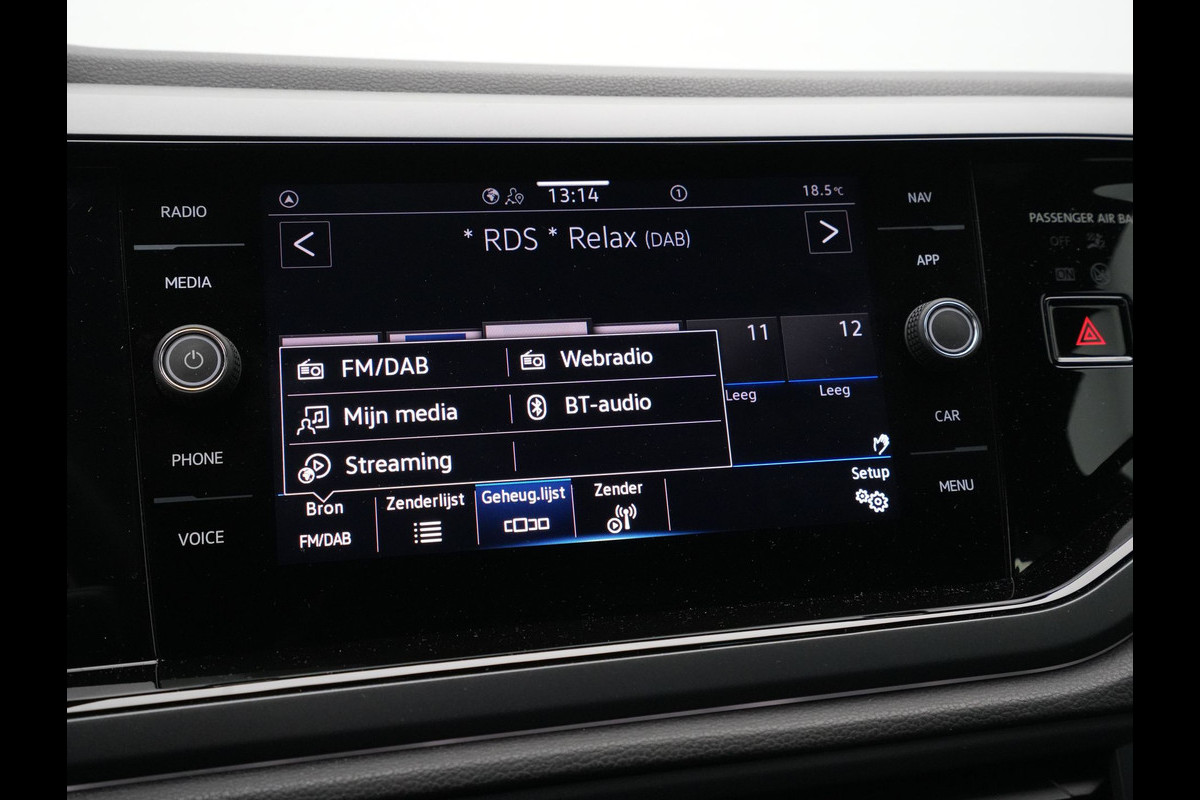 RADIO
MEDIA
PHONE
VOICE
13:14
1
18.5°C
* RDS * Relax (DAB)
11
12
Leeg
Leeg
FM/DAB
Webradio
Mijn media
BT-audio
Streaming
Bron
FM/DAB
Zenderlijst
Geheug.lijst
Zender
Setup
NAV
APP
CAR
MENU
PASSENGER AIR BA
OFF
ON